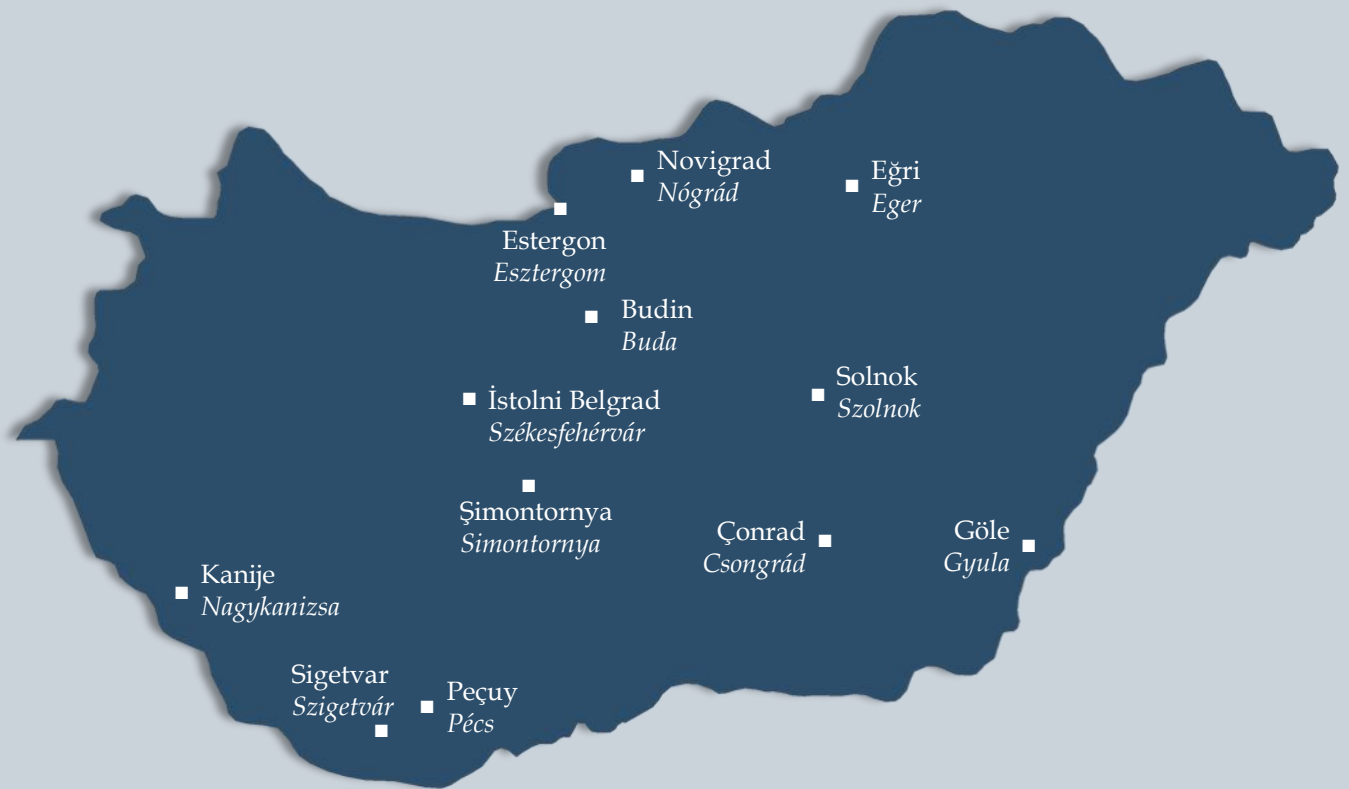 Novigrad
Nógrád
Eğri
Eger
Estergon
Esztergom
Budin
Buda
Solnok
Szolnok
İstolni Belgrad
Székesfehérvár
Şimontornya
Simontornya
Çonrad
Csongrád
Göle
Gyula
Kanije
Nagykanizsa
Sigetvar
Szigetvár
Peçuy
Pécs